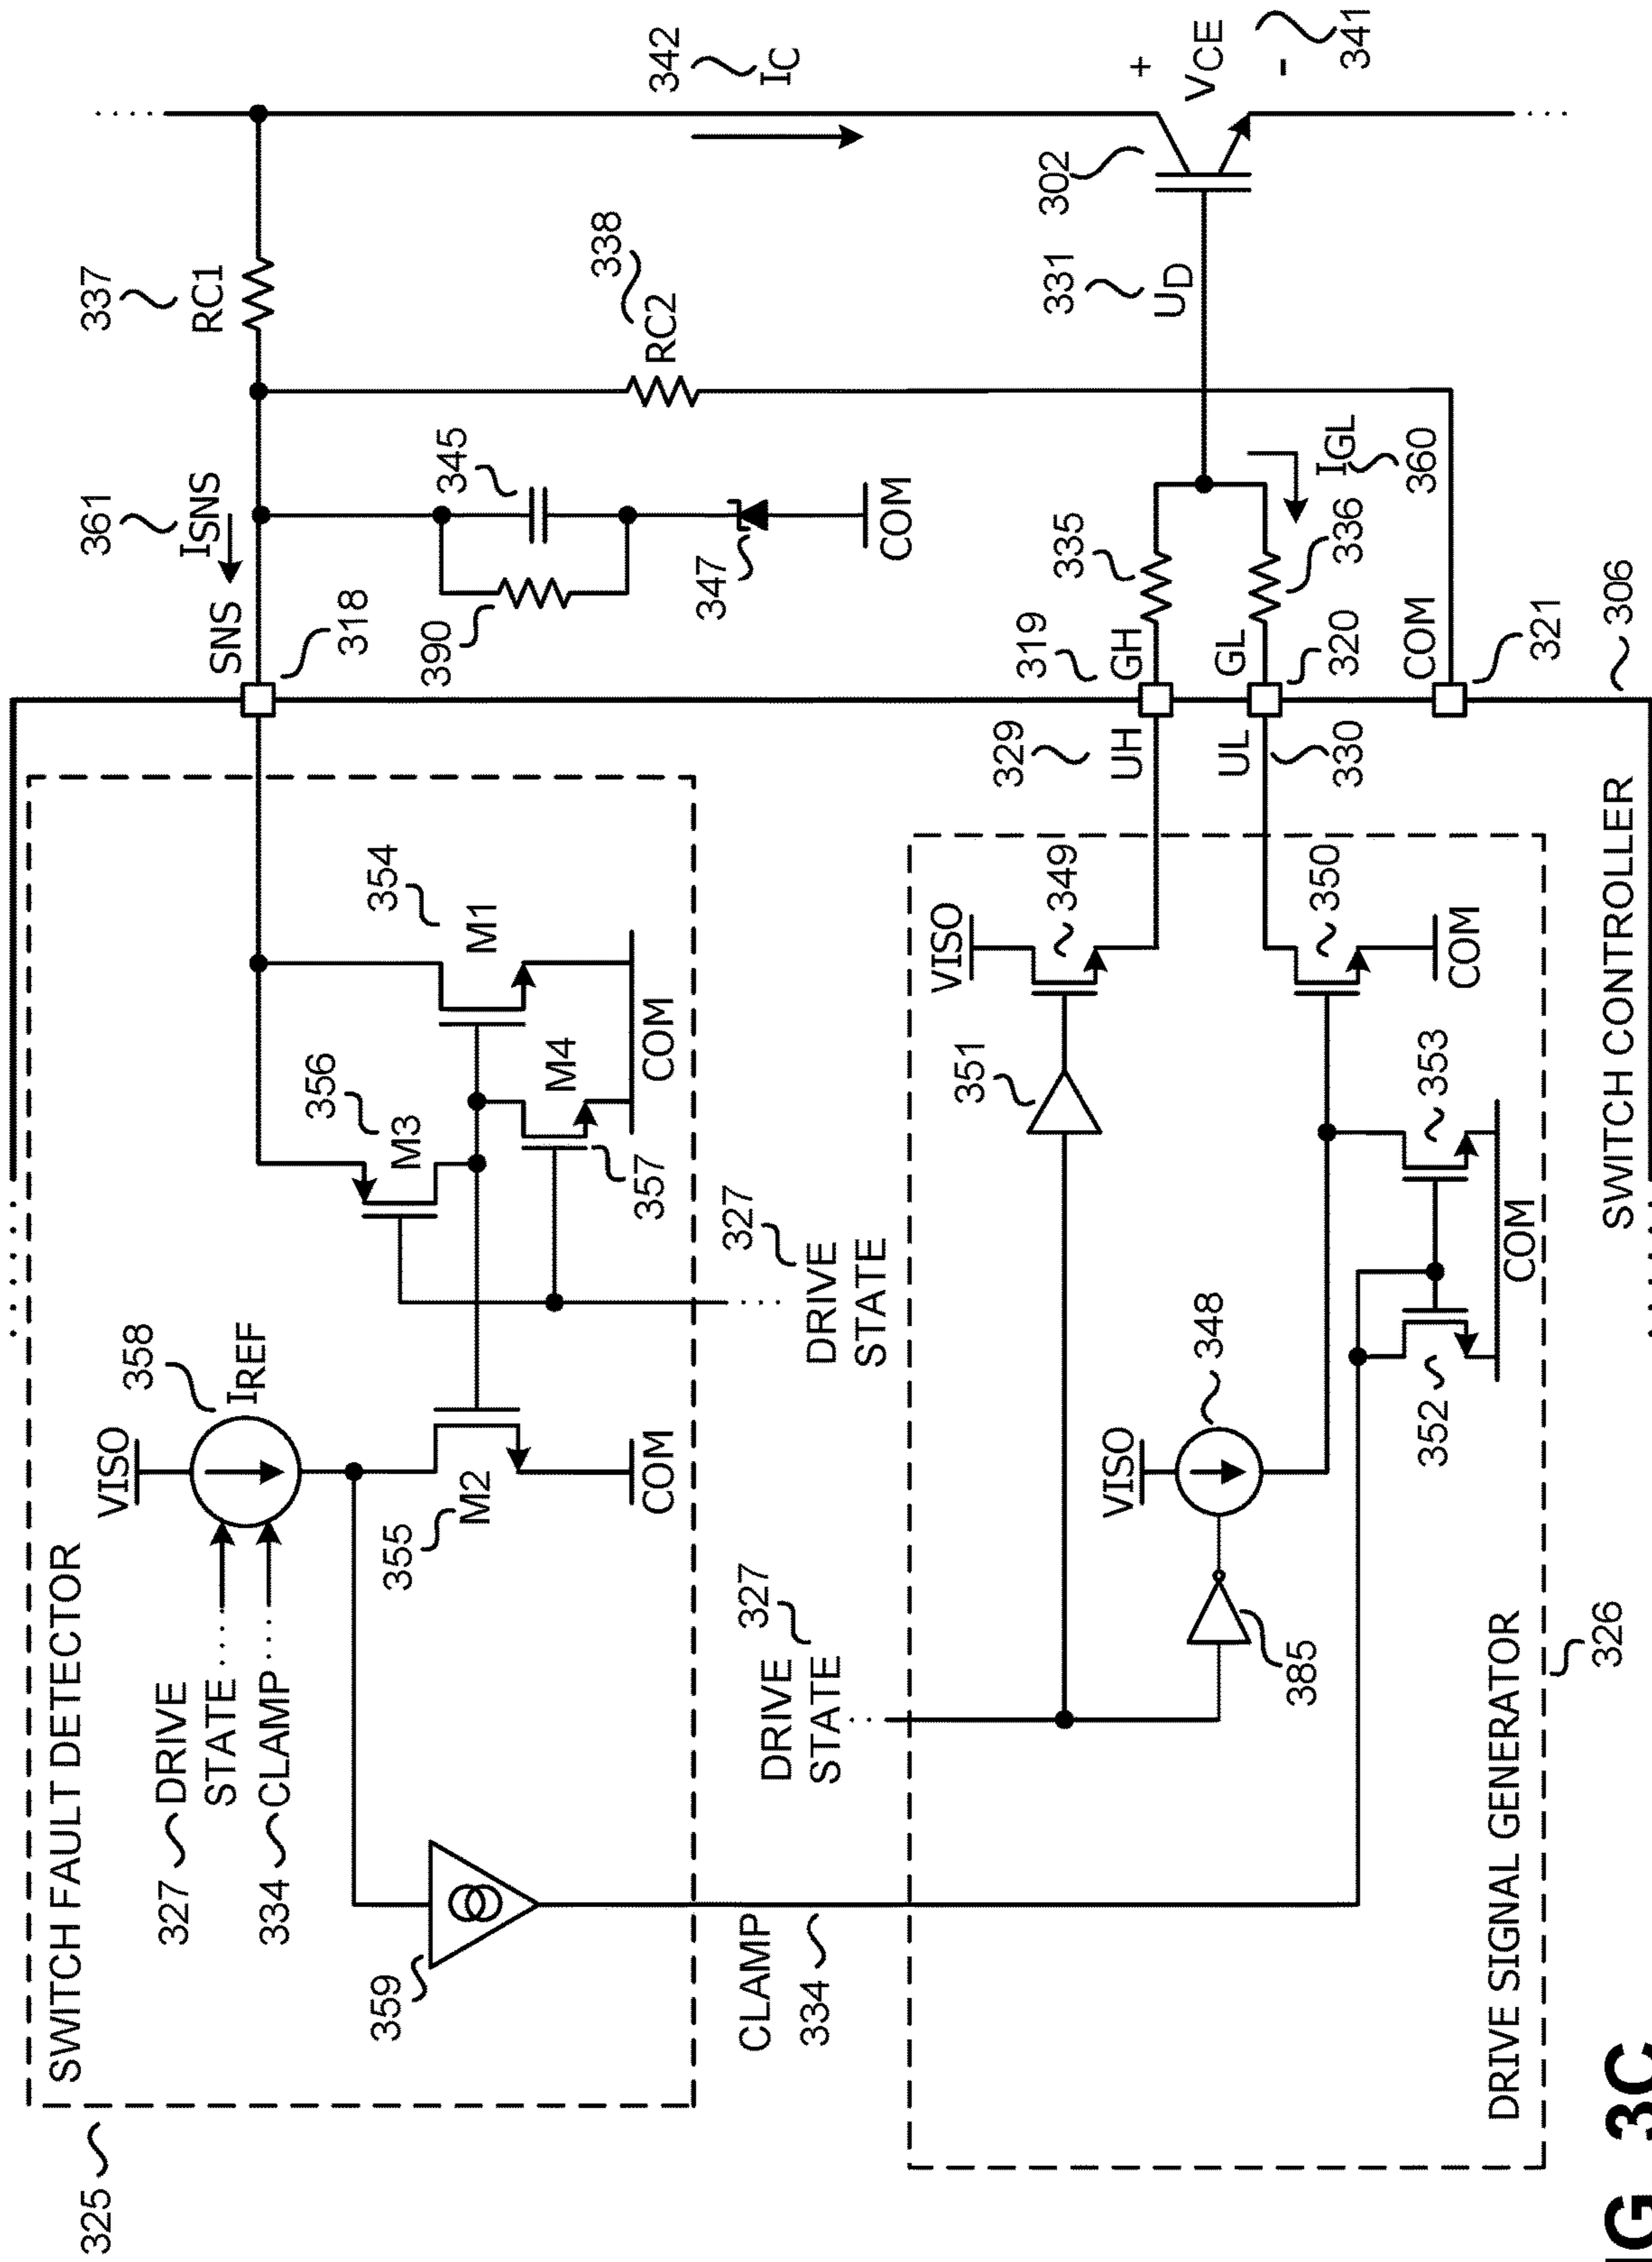 325
SWITCH FAULT DETECTOR
327
DRIVE
STATE
334
CLAMP
VISO
358
IREF
359
355
M2
COM
356
M3
354
M1
M4
357
COM
327
DRIVE
STATE
SNS
318
361
ISNS
337
RC1
342
IC
390
345
347
COM
338
RC2
CLAMP
334
DRIVE
STATE
327
VISO
348
385
351
VISO
349
350
COM
352
353
COM
DRIVE SIGNAL GENERATOR
326
329
UH
UL
330
319
GH
GL
320
COM
321
335
336
IGL
360
331
UD
302
+
VCE
-
341
SWITCH CONTROLLER
306
3C